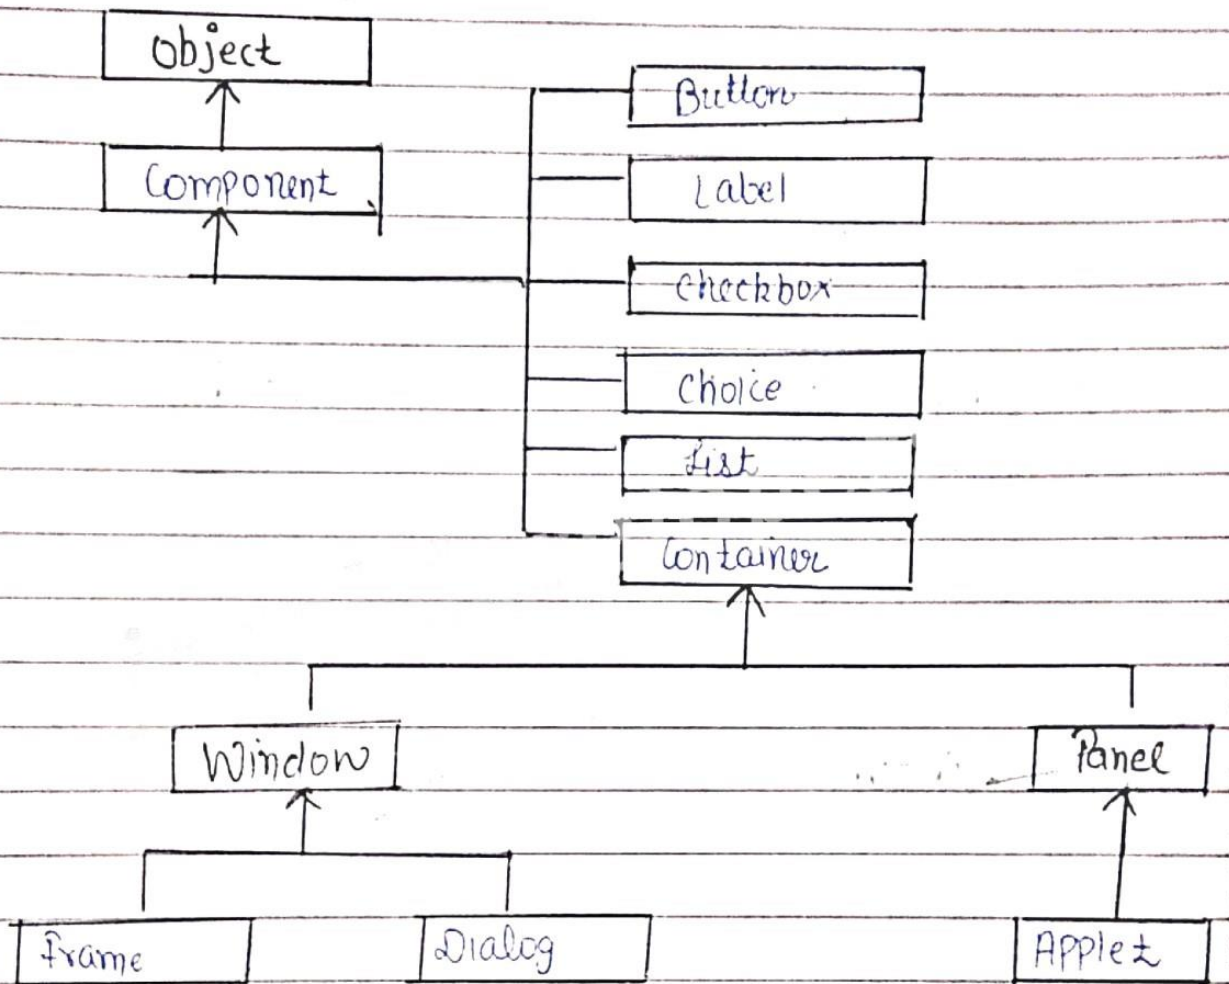 Object
Component
Button
Label
Checkbox
Choice
List
Container
Window
Panel
Frame
Dialog
Applet